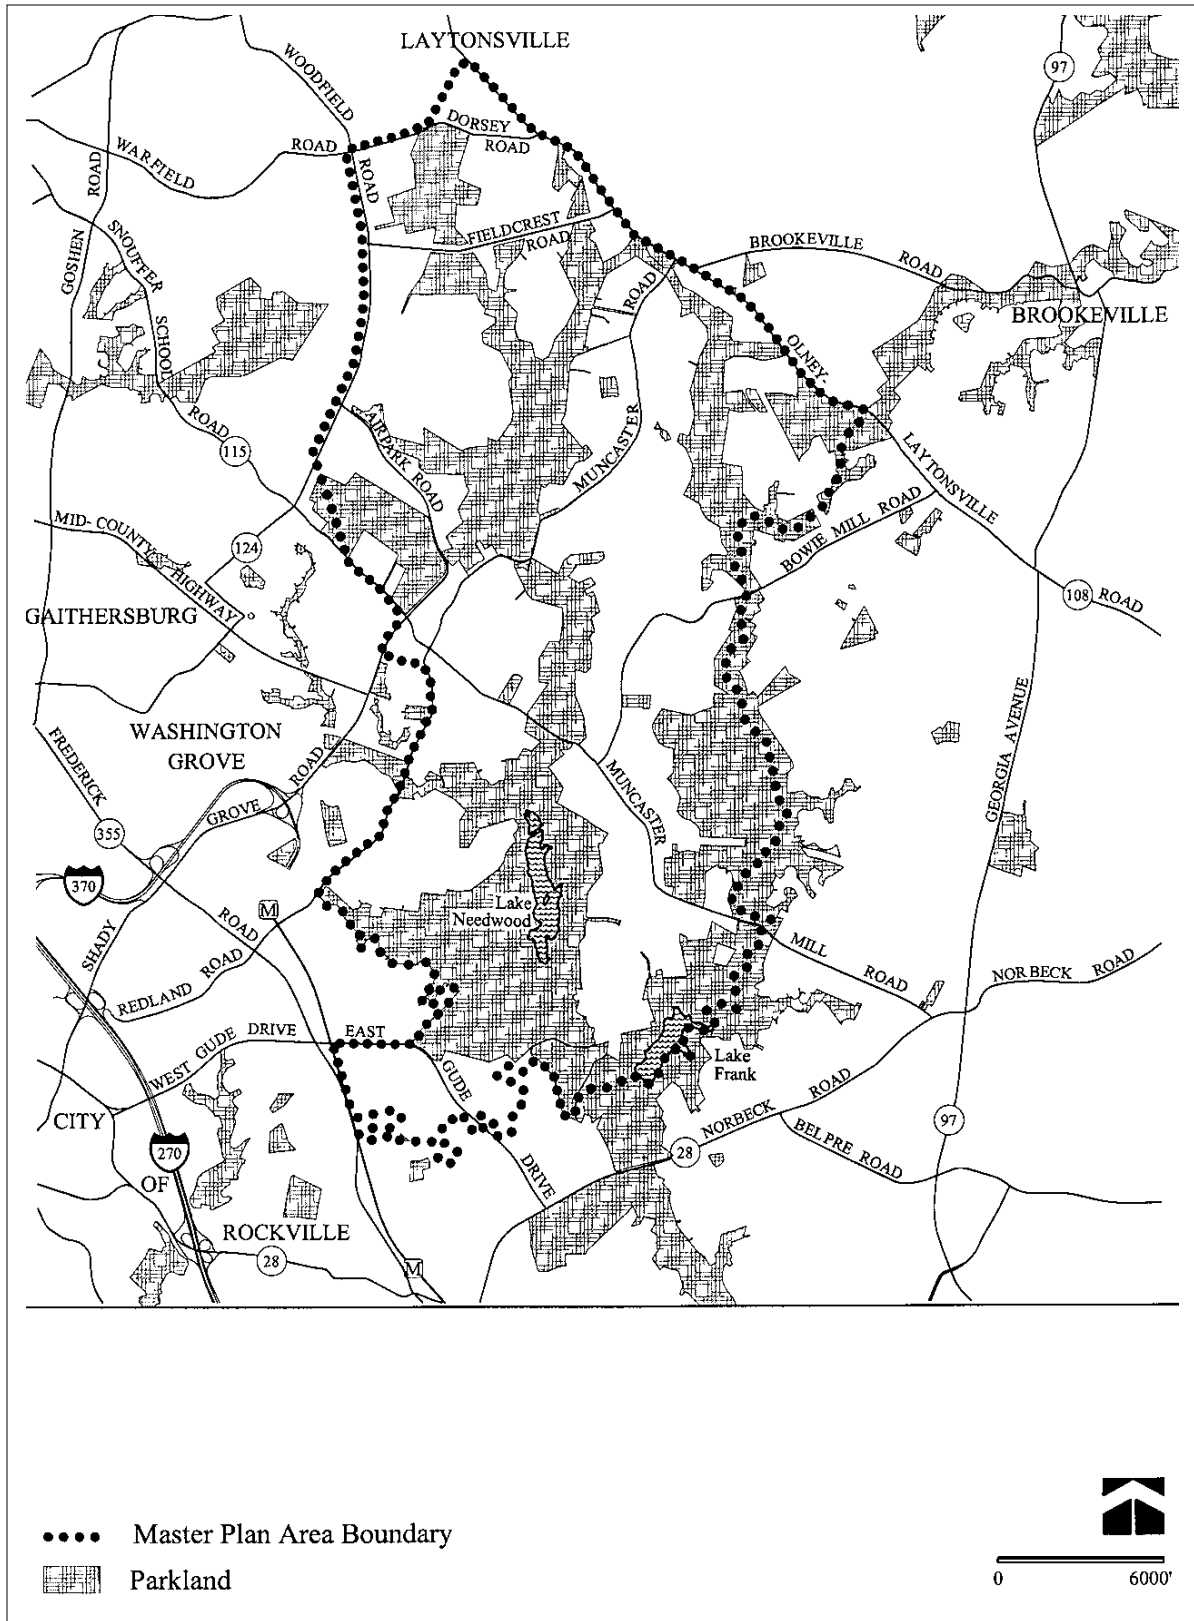 LAYTONSVILLE
97
WOODFIELD
ROAD
DORSEY
ROAD
ROAD
WARFIELD
ROAD
GOSHEN
SNOUFFER
SCHOOL
ROAD
115
FIELDCREST
ROAD
BROOKEVILLE
ROAD
ROAD
BROOKEVILLE
OLNEY-
LAYTONSVILLE
108
ROAD
AIRPARK ROAD
MUNCASTER
BOWIE MILL ROAD
MID-COUNTY
HIGHWAY
124
GAITHERSBURG
WASHINGTON
GROVE
FREDERICK
355
ROAD
GROVE
ROAD
370
SHADY
M
REDLAND
ROAD
MUNCASTER
MILL
ROAD
GEORGIA AVENUE
Lake
Needwood
NORBECK
ROAD
WEST GUDE
DRIVE
EAST
GUDE
DRIVE
Lake
Frank
NORBECK
ROAD
28
BELPRE ROAD
97
CITY
OF
ROCKVILLE
270
28
M
Master Plan Area Boundary
Parkland
0
6000'